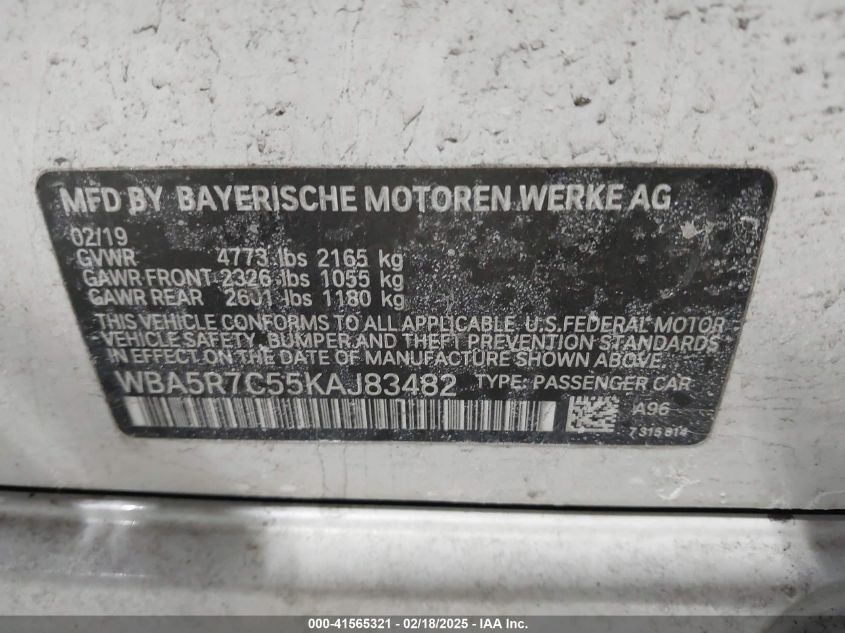 MFD BY BAYERISCHE MOTOREN WERKE AG
02/19
GVWR 4773 lbs 2165 kg
GAWR FRONT 2326 lbs 1055 kg
GAWR REAR 2601 lbs 1180 kg
THIS VEHICLE CONFORMS TO ALL APPLICABLE U.S.FEDERAL MOTOR
VEHICLE SAFETY, BUMPER AND THEFT PREVENTION STANDARDS
IN EFFECT ON THE DATE OF MANUFACTURE SHOWN ABOVE.
WBA5R7C55KAJ83482 TYPE: PASSENGER CAR
A96
000-41565321 - 02/18/2025 - IAA Inc.